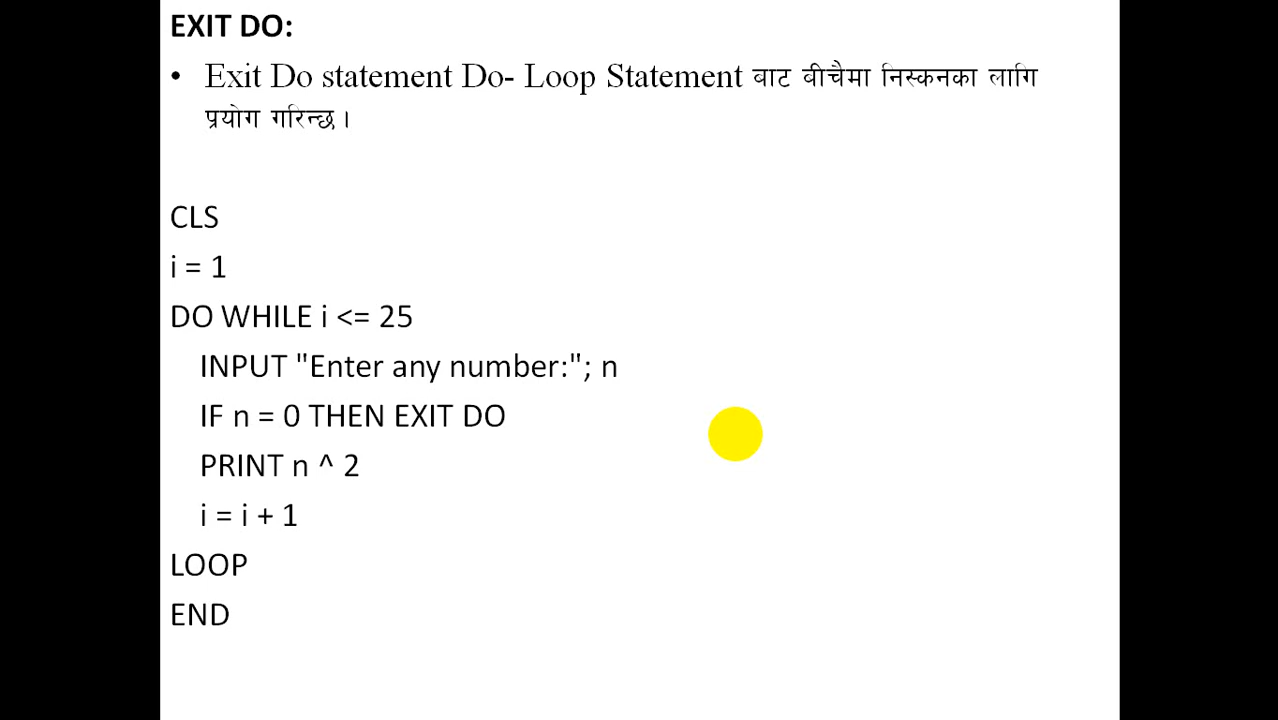 EXIT DO:
• Exit Do statement Do- Loop Statement बाट बीचैमा निस्कनका लागि
प्रयोग गरिन्छ ।
CLS
i = 1
DO WHILE i <= 25
INPUT "Enter any number:"; n
IF n = 0 THEN EXIT DO
PRINT n ^ 2
i = i + 1
LOOP
END